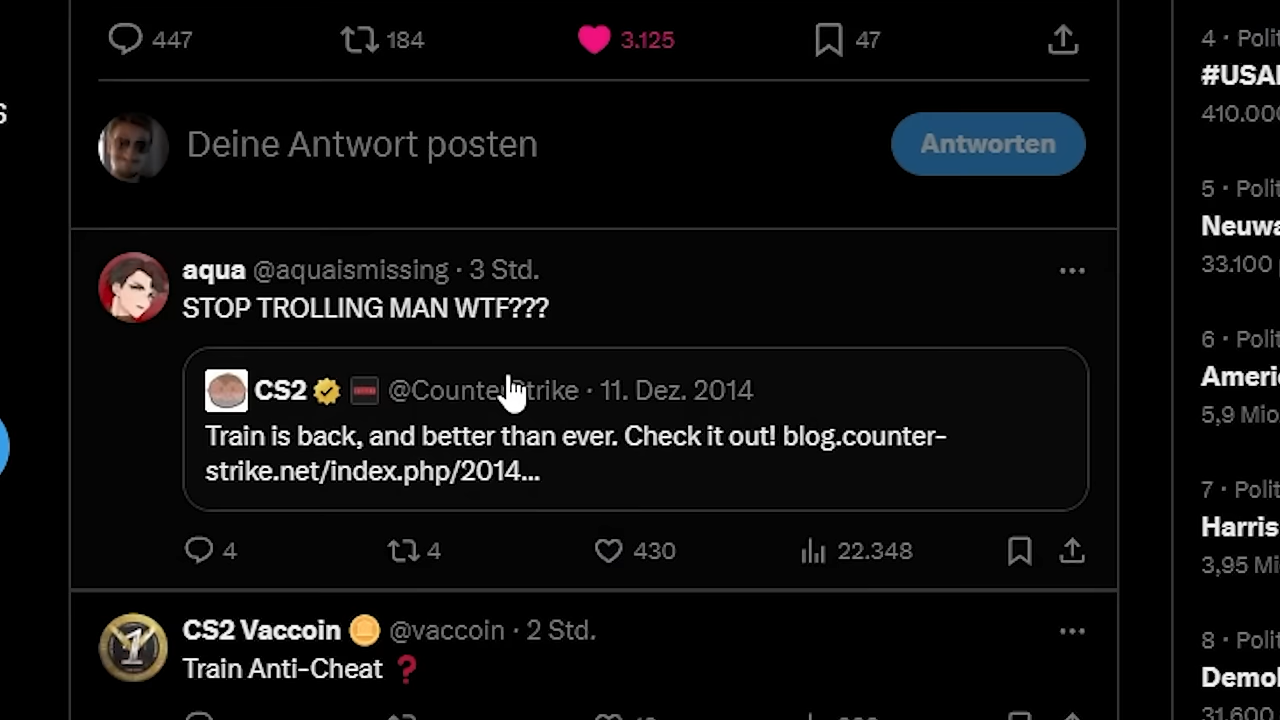 447 184 3.125 47
Deine Antwort posten
Antworten
aqua @aquaismissing · 3 Std.
STOP TROLLING MAN WTF???
CS2 @CounterStrike · 11. Dez. 2014
Train is back, and better than ever. Check it out! blog.counter-
strike.net/index.php/2014...
4 4 430 22.348
CS2 Vaccoin @vaccoin · 2 Std.
Train Anti-Cheat ❓
6
4 · Polit
#USAI
410.000
5 · Polit
Neuwa
33.100
6 · Polit
Ameri
5,9 Mio
7 · Polit
Harris
3,95 Mi
8 · Polit
Demol
31.600